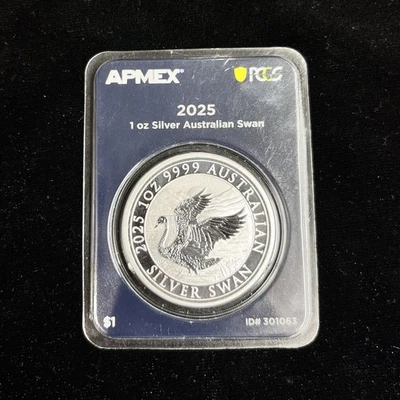 APMEX® PCGS
2025
1 oz Silver Australian Swan
2025 1OZ 9999 AUSTRALIAN
SILVER SWAN
$1 ID# 301063